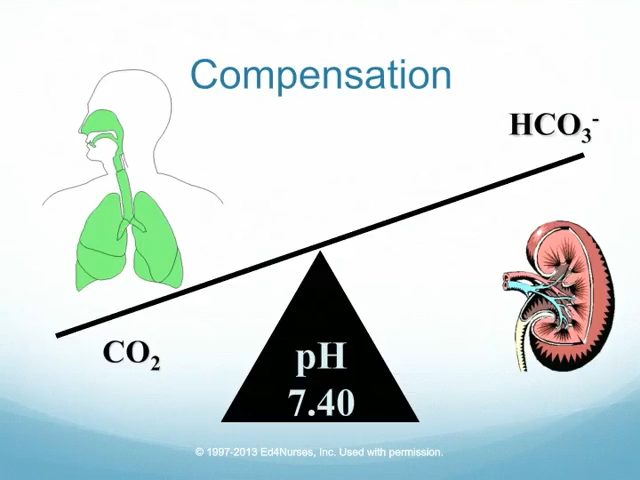 Compensation
HCO₃⁻
CO₂
pH
7.40
© 1997-2013 Ed4Nurses, Inc. Used with permission.